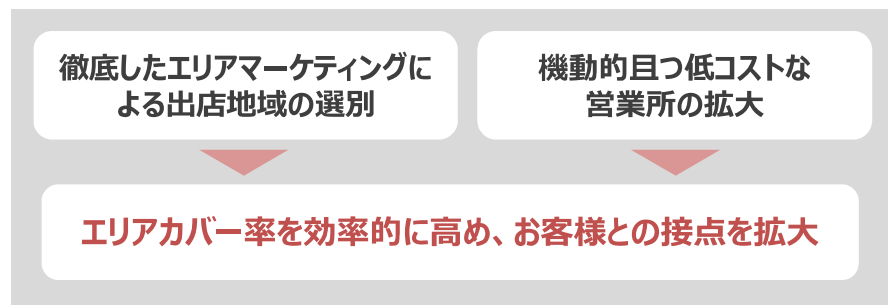 徹底したエリアマーケティングに
よる出店地域の選別
機動的且つ低コストな
営業所の拡大
エリアカバー率を効率的に高め、お客様との接点を拡大